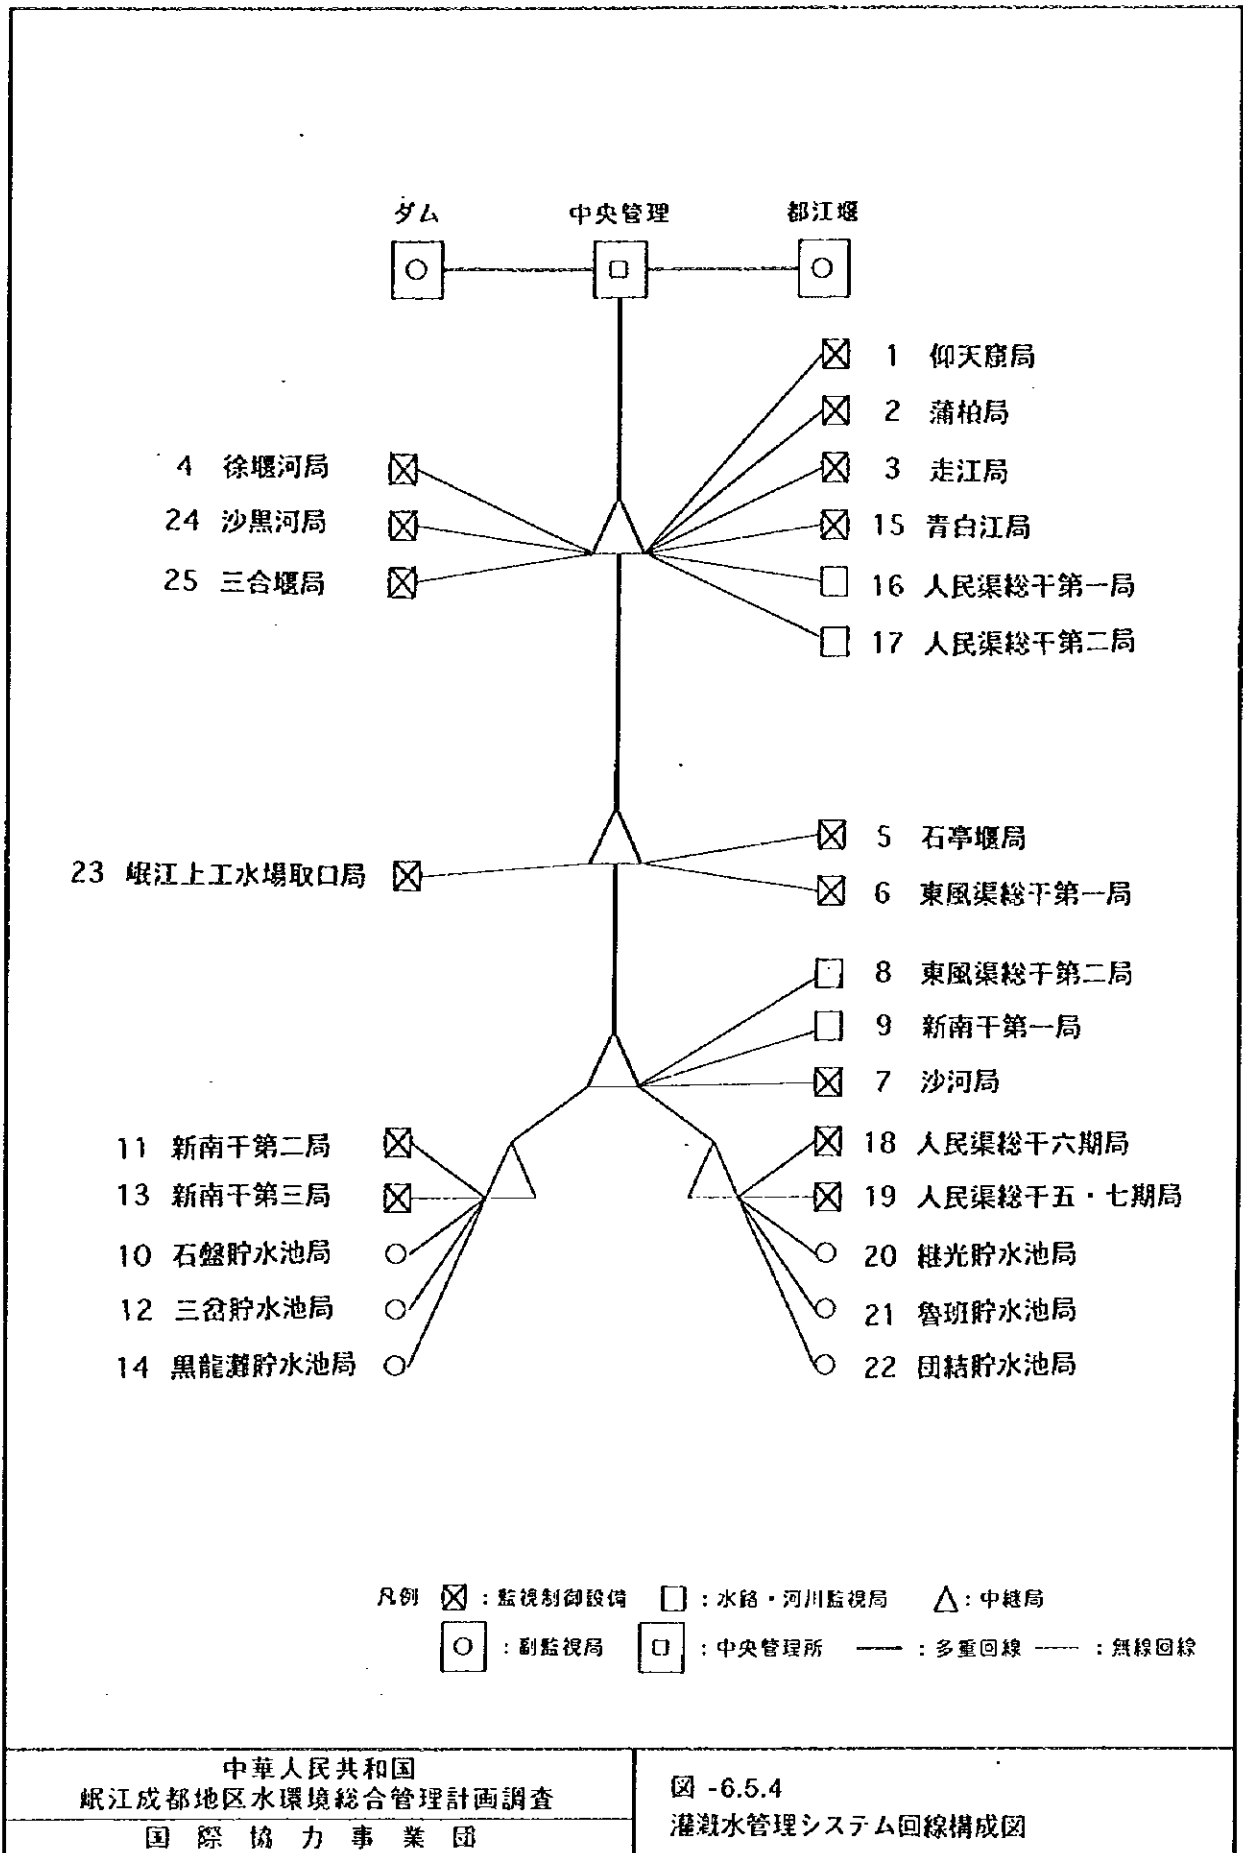 ダム 中央管理 都江堰
1 仰天窩局
2 蒲柏局
4 徐堰河局
3 走江局
24 沙黒河局
15 青白江局
25 三合堰局
16 人民渠総干第一局
17 人民渠総干第二局
5 石亭堰局
23 岷江上工水場取口局
6 東風渠総干第一局
8 東風渠総干第二局
9 新南干第一局
7 沙河局
11 新南干第二局
18 人民渠総干六期局
13 新南干第三局
19 人民渠総干五・七期局
10 石盤貯水池局
20 継光貯水池局
12 三岔貯水池局
21 魯班貯水池局
14 黒龍灘貯水池局
22 団結貯水池局
凡例 :監視制御設備 :水路・河川監視局 :中継局
:副監視局 :中央管理所 :多重回線 :無線回線
中華人民共和国
岷江成都地区水環境総合管理計画調査
国際協力事業団
図 -6.5.4
灌漑水管理システム回線構成図